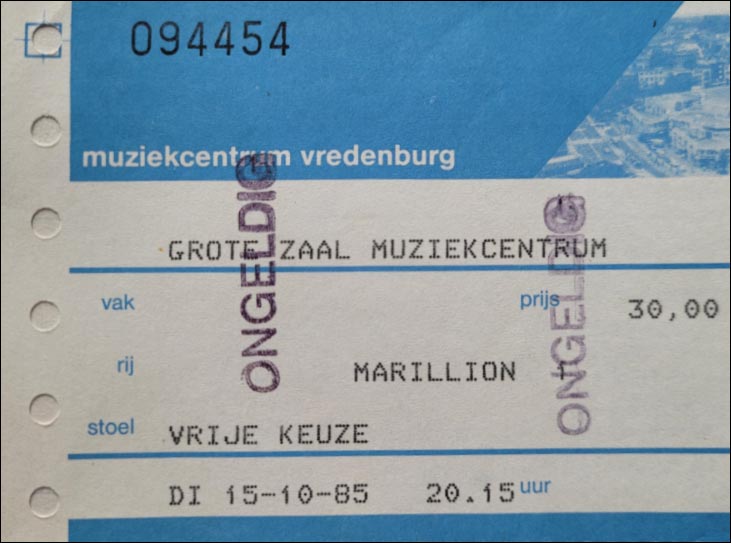 094454
muziekcentrum vredenburg
GROTE ZAAL MUZIEKCENTRUM
vak
prijs 30,00
rij
MARILLION +
stoel VRIJE KEUZE
DI 15-10-85 20.15 uur
ONGELDIG
ONGELDIG